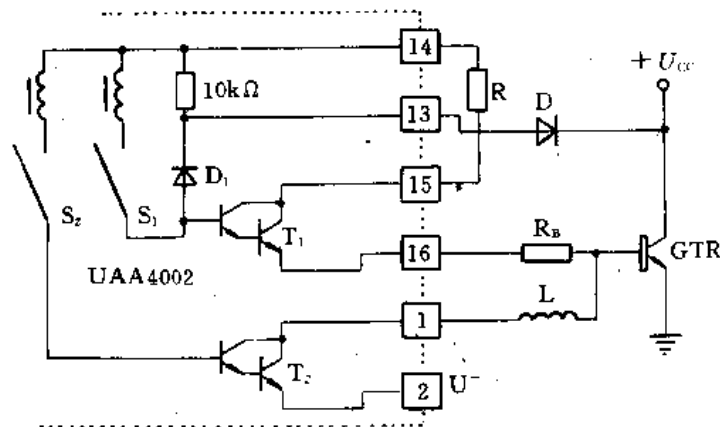 14
+ U_CC
10kΩ
R
13
D
D₁
15
S₂
S₁
T₁
R_B
16
GTR
UAA4002
L
1
T₂
2
U⁻